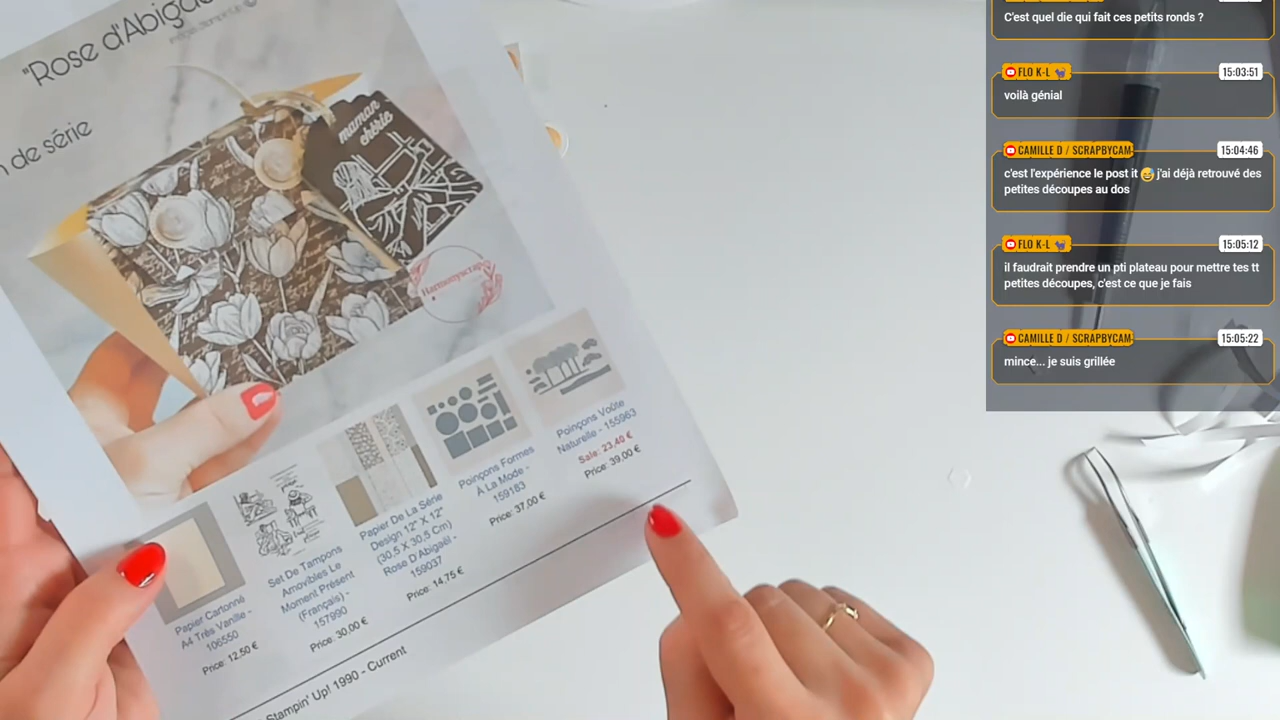 "Rose d'Abigaë
n de série
maman
chérie
Harmonyscrap
Papier Cartonné
A4 Très Vanille -
106550
Price: 12,50 €
Set De Tampons
Amovibles Le
Moment Présent
(Français) -
157990
Price: 30,00 €
Papier De La Série
Design 12" X 12"
(30,5 X 30,5 Cm)
Rose D'Abigaël -
159037
Price: 14,75 €
Poinçons Formes
À La Mode -
159183
Price: 37,00 €
Poinçons Voûte
Naturelle - 155963
Sale: 23,40 €
Price: 39,00 €
Stampin' Up! 1990 - Current
C'est quel die qui fait ces petits ronds ?
FLO K-L
15:03:51
voilà génial
CAMILLE D / SCRAPBYCAM
15:04:46
c'est l'expérience le post it 😅 j'ai déjà retrouvé des
petites découpes au dos
FLO K-L
15:05:12
il faudrait prendre un pti plateau pour mettre tes tt
petites découpes, c'est ce que je fais
CAMILLE D / SCRAPBYCAM
15:05:22
mince... je suis grillée